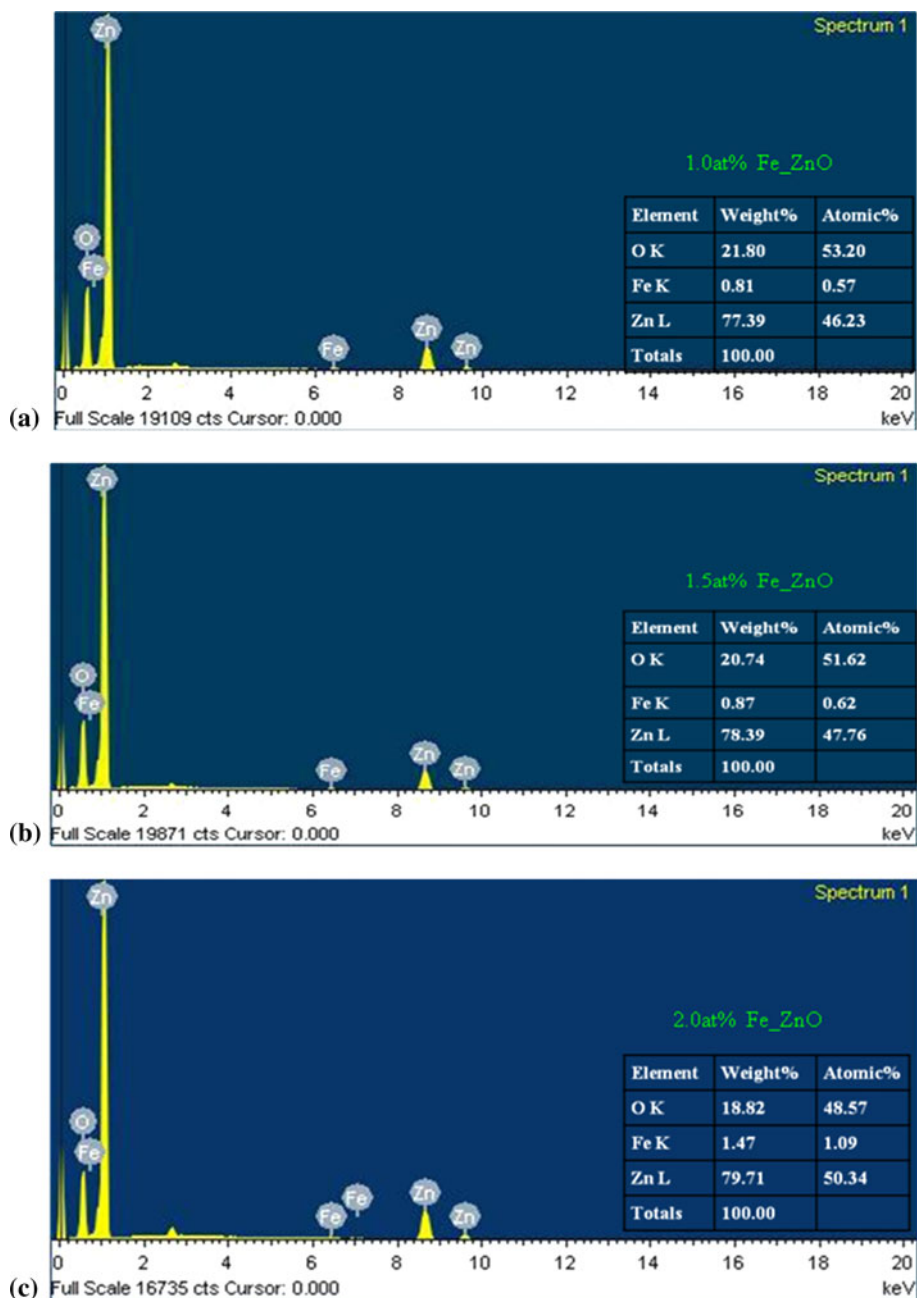 Spectrum 1
Zn
1.0at% Fe_ZnO
Element Weight% Atomic%
O K 21.80 53.20
Fe K 0.81 0.57
Zn L 77.39 46.23
Totals 100.00
O
Fe
Fe Zn Zn
0 2 4 6 8 10 12 14 16 18 20
(a) Full Scale 19109 cts Cursor: 0.000 keV
Spectrum 1
Zn
1.5at% Fe_ZnO
Element Weight% Atomic%
O K 20.74 51.62
Fe K 0.87 0.62
Zn L 78.39 47.76
Totals 100.00
O
Fe
Fe Zn Zn
0 2 4 6 8 10 12 14 16 18 20
(b) Full Scale 19871 cts Cursor: 0.000 keV
Spectrum 1
Zn
2.0at% Fe_ZnO
Element Weight% Atomic%
O K 18.82 48.57
Fe K 1.47 1.09
Zn L 79.71 50.34
Totals 100.00
O
Fe
Fe Fe Zn Zn
0 2 4 6 8 10 12 14 16 18 20
(c) Full Scale 16735 cts Cursor: 0.000 keV